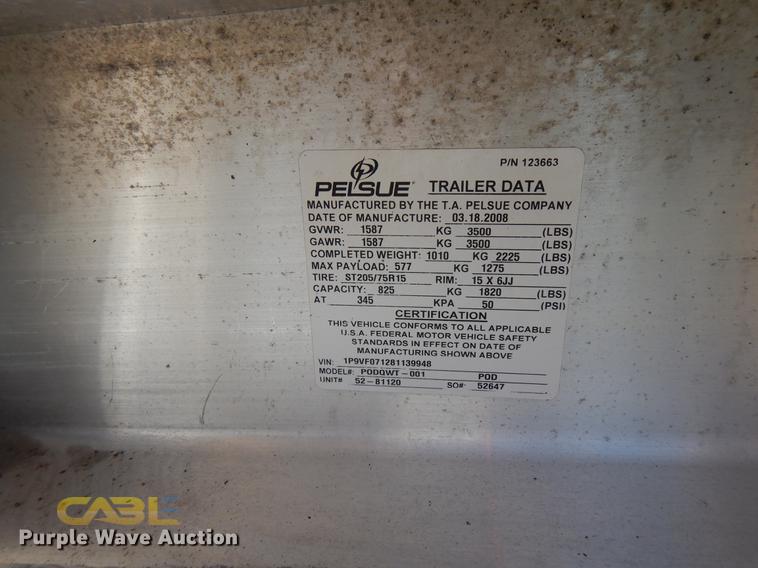 P/N 123663
PELSUE® TRAILER DATA
MANUFACTURED BY THE T.A. PELSUE COMPANY
DATE OF MANUFACTURE: 03.18.2008
GVWR: 1587 KG 3500 (LBS)
GAWR: 1587 KG 3500 (LBS)
COMPLETED WEIGHT: 1010 KG 2225 (LBS)
MAX PAYLOAD: 577 KG 1275 (LBS)
TIRE: ST205/75R15 RIM: 15 X 6JJ
CAPACITY: 825 KG 1820 (LBS)
AT 345 KPA 50 (PSI)
CERTIFICATION
THIS VEHICLE CONFORMS TO ALL APPLICABLE
U.S.A. FEDERAL MOTOR VEHICLE SAFETY
STANDARDS IN EFFECT ON DATE OF
MANUFACTURING SHOWN ABOVE
VIN: 1P9VF071281139948
MODEL#: PODQWT-001 POD
UNIT# 52-81120 SO#: 52647
CABLE
Purple Wave Auction